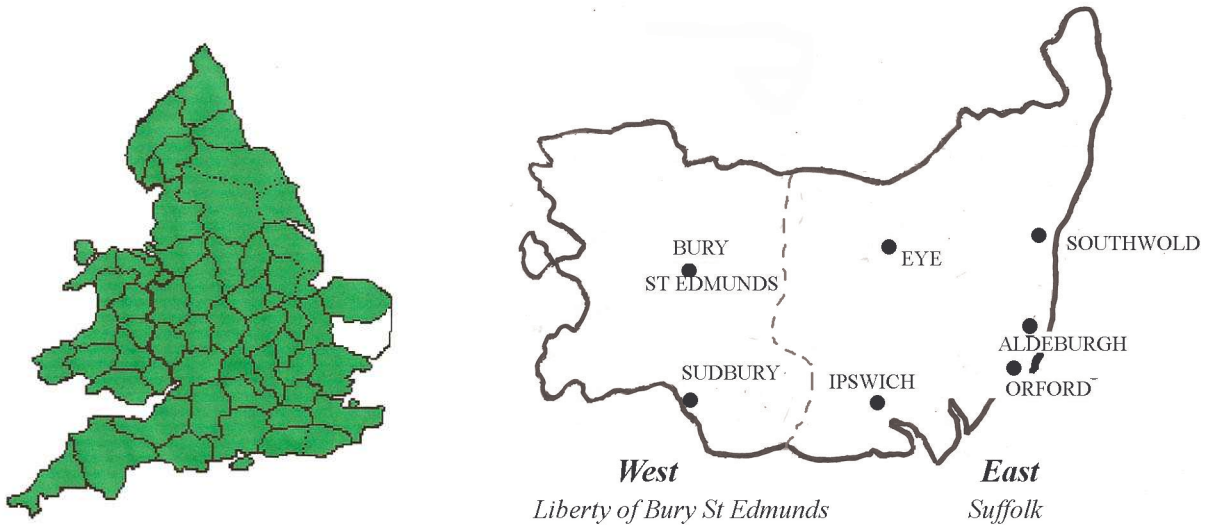 BURY
ST EDMUNDS
EYE
SOUTHWOLD
ALDEBURGH
ORFORD
SUDBURY
IPSWICH
West
East
Liberty of Bury St Edmunds
Suffolk